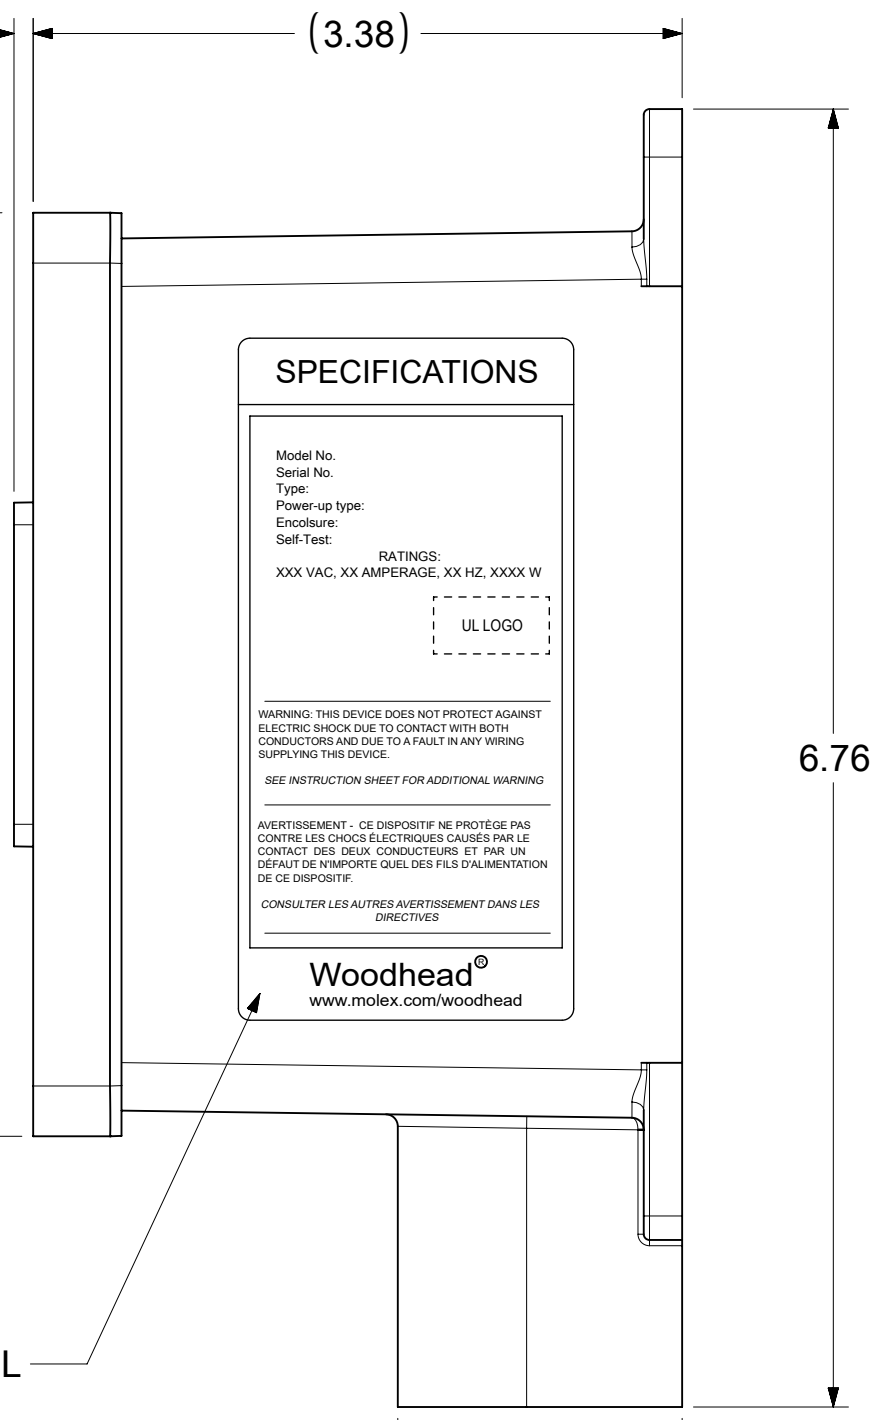 (3.38)
SPECIFICATIONS
Model No.
Serial No.
Type:
Power-up type:
Encolsure:
Self-Test:
RATINGS:
XXX VAC, XX AMPERAGE, XX HZ, XXXX W
UL LOGO
WARNING: THIS DEVICE DOES NOT PROTECT AGAINST
ELECTRIC SHOCK DUE TO CONTACT WITH BOTH
CONDUCTORS AND DUE TO A FAULT IN ANY WIRING
SUPPLYING THIS DEVICE.
SEE INSTRUCTION SHEET FOR ADDITIONAL WARNING
6.76
AVERTISSEMENT - CE DISPOSITIF NE PROTÈGE PAS
CONTRE LES CHOCS ÉLECTRIQUES CAUSÉS PAR LE
CONTACT DES DEUX CONDUCTEURS ET PAR UN
DÉFAUT DE N'IMPORTE QUEL DES FILS D'ALIMENTATION
DE CE DISPOSITIF.
CONSULTER LES AUTRES AVERTISSEMENT DANS LES
DIRECTIVES
Woodhead®
www.molex.com/woodhead
L